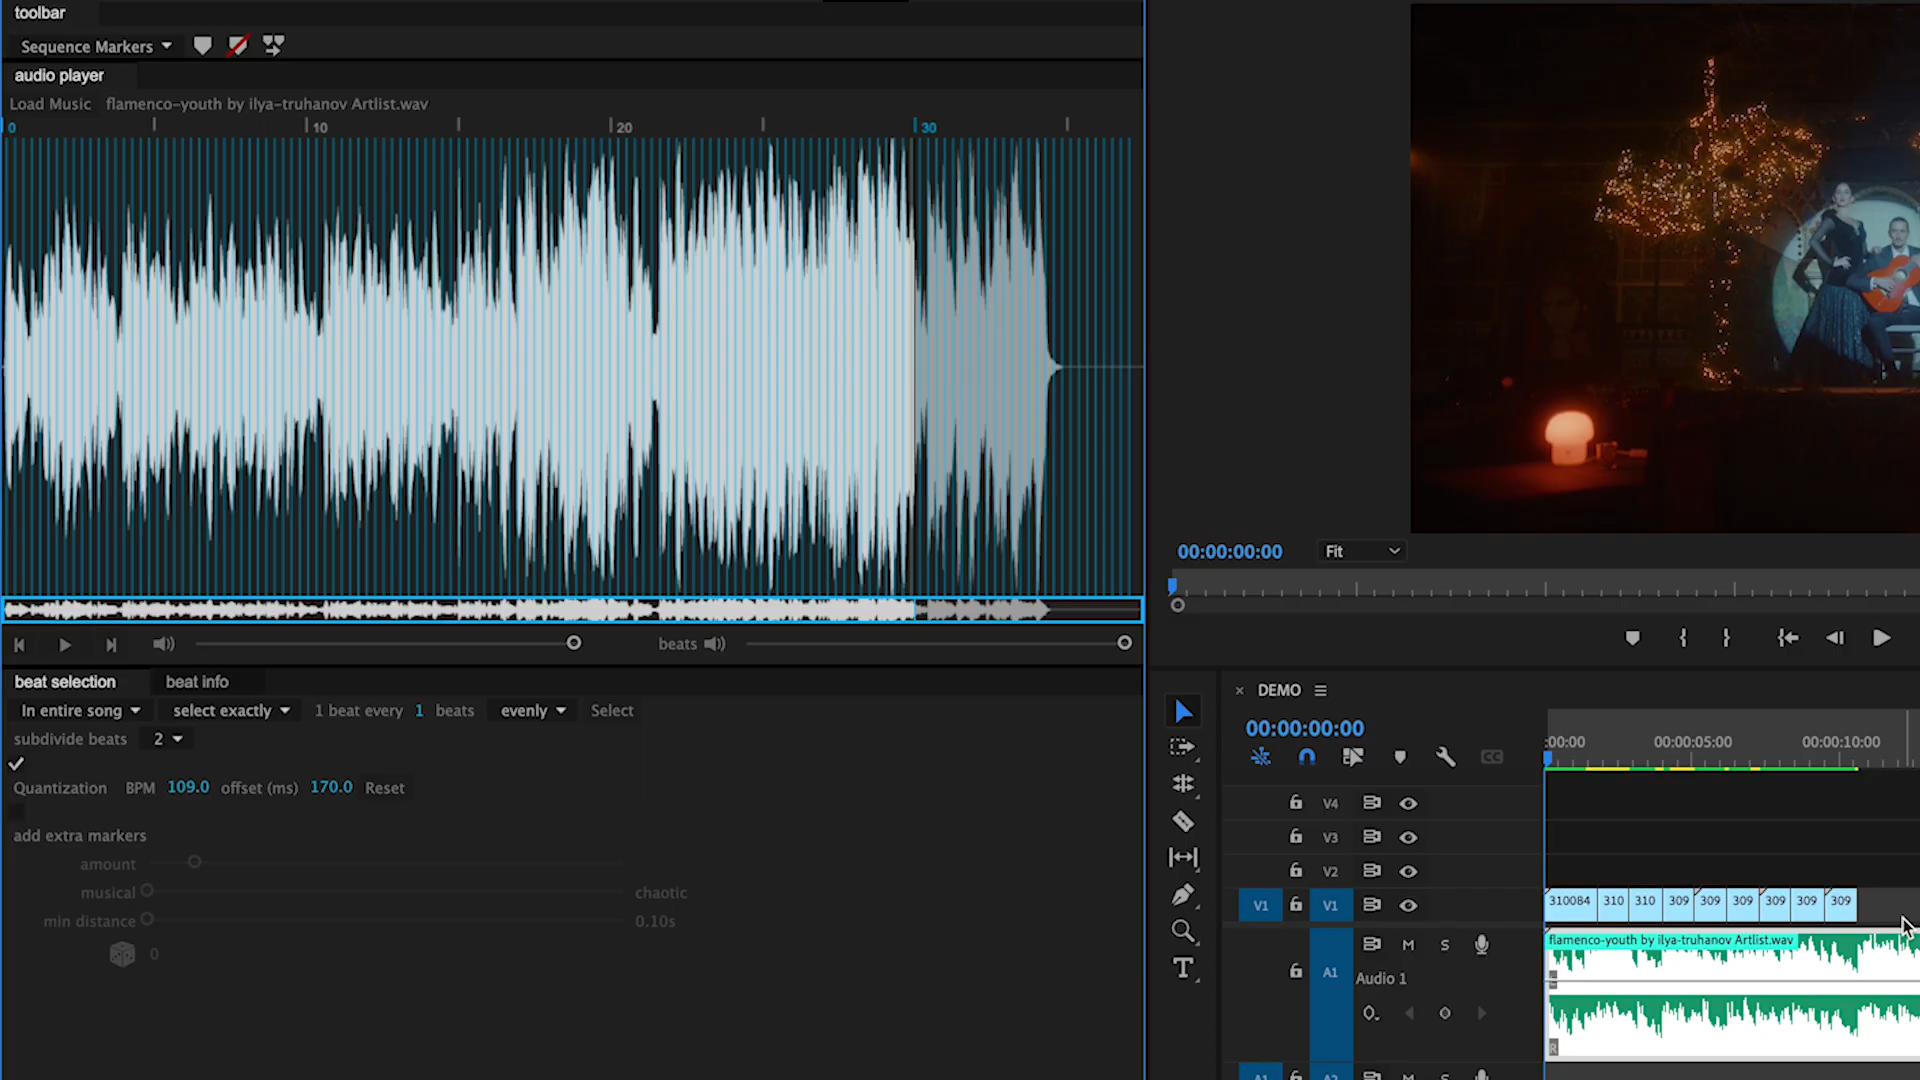 toolbar
Sequence Markers
audio player
Load Music flamenco-youth by ilya-truhanov Artlist.wav
0 10 20 30
beats
beat selection beat info
In entire song select exactly 1 beat every 1 beats evenly Select
subdivide beats 2
Quantization BPM 109.0 offset (ms) 170.0 Reset
add extra markers
amount
musical chaotic
min distance 0.10s
0
00:00:00:00 Fit
× DEMO
00:00:00:00
:00:00 00:00:05:00 00:00:10:00
CC
V4
V3
V2
V1 V1
310084 310 310 309 309 309 309 309 309
flamenco-youth by ilya-truhanov Artlist.wav
M S
A1
Audio 1
R
A1 A2 M S